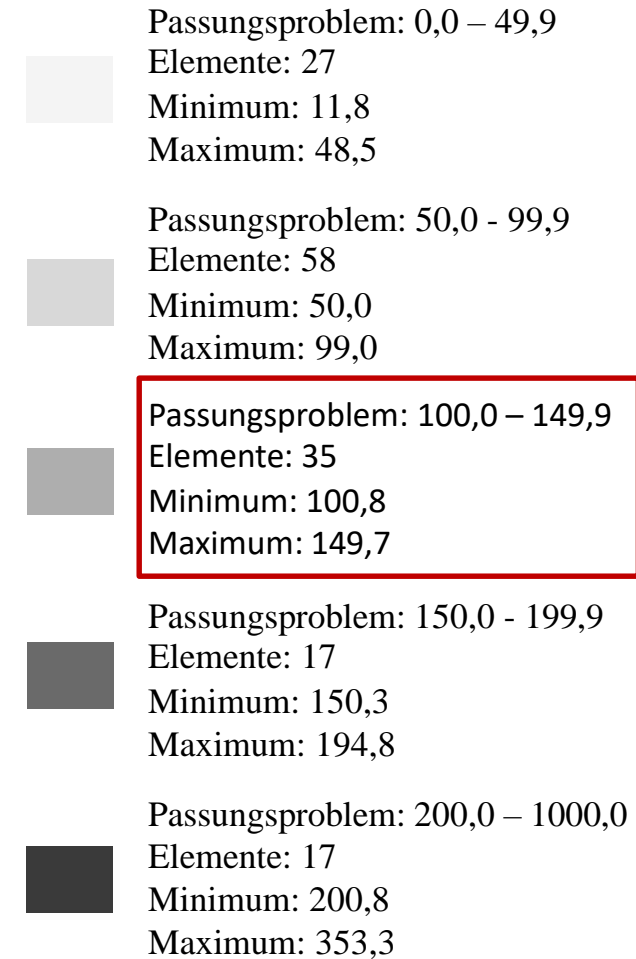 Passungsproblem: 0,0 – 49,9
Elemente: 27
Minimum: 11,8
Maximum: 48,5
Passungsproblem: 50,0 - 99,9
Elemente: 58
Minimum: 50,0
Maximum: 99,0
Passungsproblem: 100,0 – 149,9
Elemente: 35
Minimum: 100,8
Maximum: 149,7
Passungsproblem: 150,0 - 199,9
Elemente: 17
Minimum: 150,3
Maximum: 194,8
Passungsproblem: 200,0 – 1000,0
Elemente: 17
Minimum: 200,8
Maximum: 353,3